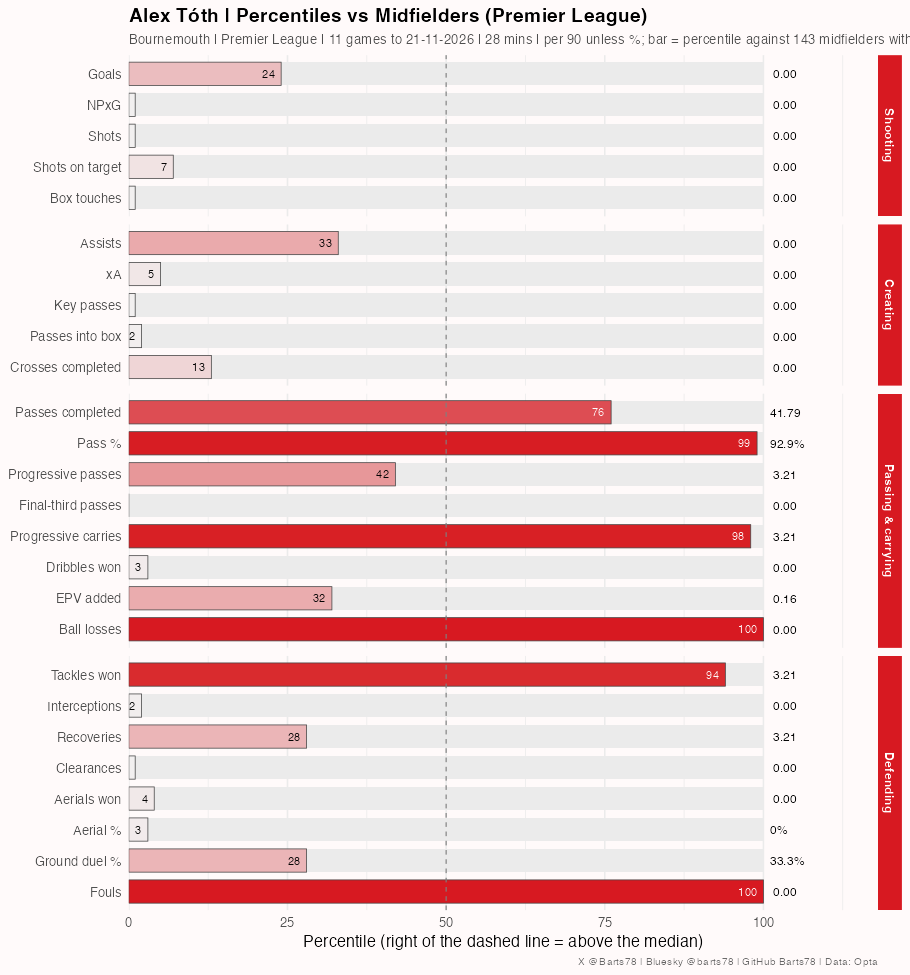 Alex Tóth | Percentiles vs Midfielders (Premier League)
Bournemouth | Premier League | 11 games to 21-11-2026 | 28 mins | per 90 unless %; bar = percentile against 143 midfielders with
Goals 24 0.00
NPxG 0.00
Shots 0.00
Shots on target 7 0.00
Box touches 0.00
Shooting
Assists 33 0.00
xA 5 0.00
Key passes 0.00
Passes into box 2 0.00
Crosses completed 13 0.00
Creating
Passes completed 76 41.79
Pass % 99 92.9%
Progressive passes 42 3.21
Final-third passes 0.00
Progressive carries 98 3.21
Dribbles won 3 0.00
EPV added 32 0.16
Ball losses 100 0.00
Passing & carrying
Tackles won 94 3.21
Interceptions 2 0.00
Recoveries 28 3.21
Clearances 0.00
Aerials won 4 0.00
Aerial % 3 0%
Ground duel % 28 33.3%
Fouls 100 0.00
Defending
0 25 50 75 100
Percentile (right of the dashed line = above the median)
X @Barts78 | Bluesky @barts78 | GitHub Barts78 | Data: Opta